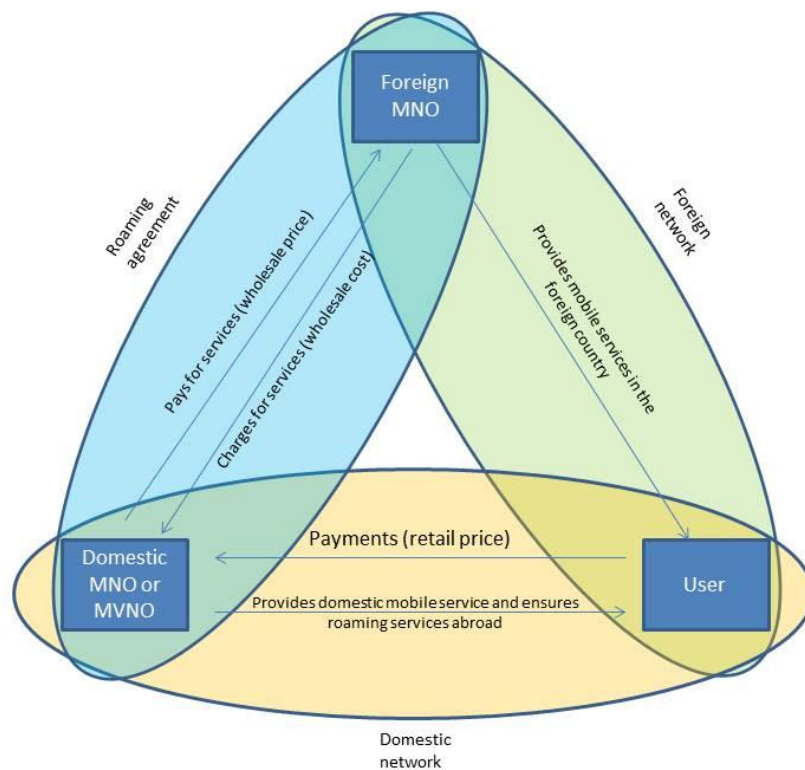 Foreign
MNO
Roaming
agreement
Foreign
network
Pays for services (wholesale price)
Charges for services (wholesale cost)
Provides mobile services in the
foreign country
Domestic
MNO or
MVNO
Payments (retail price)
Provides domestic mobile service and ensures
roaming services abroad
User
Domestic
network